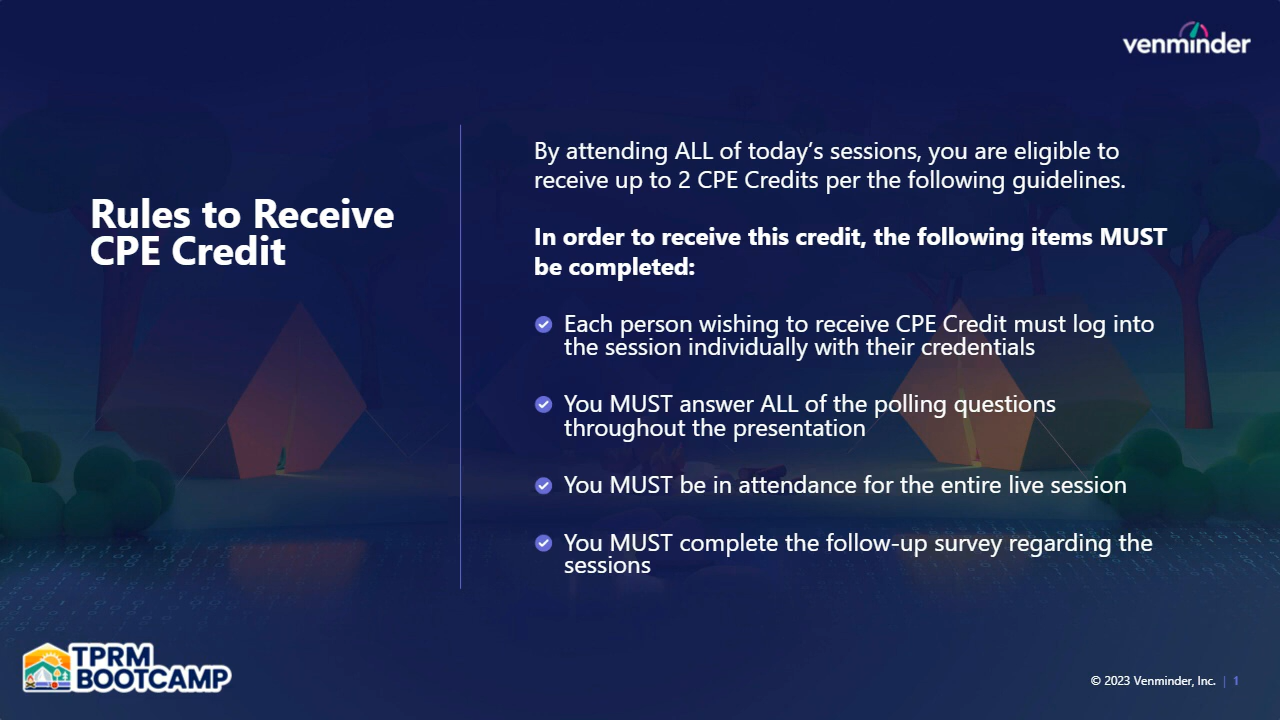 venminder
Rules to Receive
CPE Credit
By attending ALL of today’s sessions, you are eligible to
receive up to 2 CPE Credits per the following guidelines.
In order to receive this credit, the following items MUST
be completed:
Each person wishing to receive CPE Credit must log into
the session individually with their credentials
You MUST answer ALL of the polling questions
throughout the presentation
You MUST be in attendance for the entire live session
You MUST complete the follow-up survey regarding the
sessions
TPRM
BOOTCAMP
© 2023 Venminder, Inc. | 1